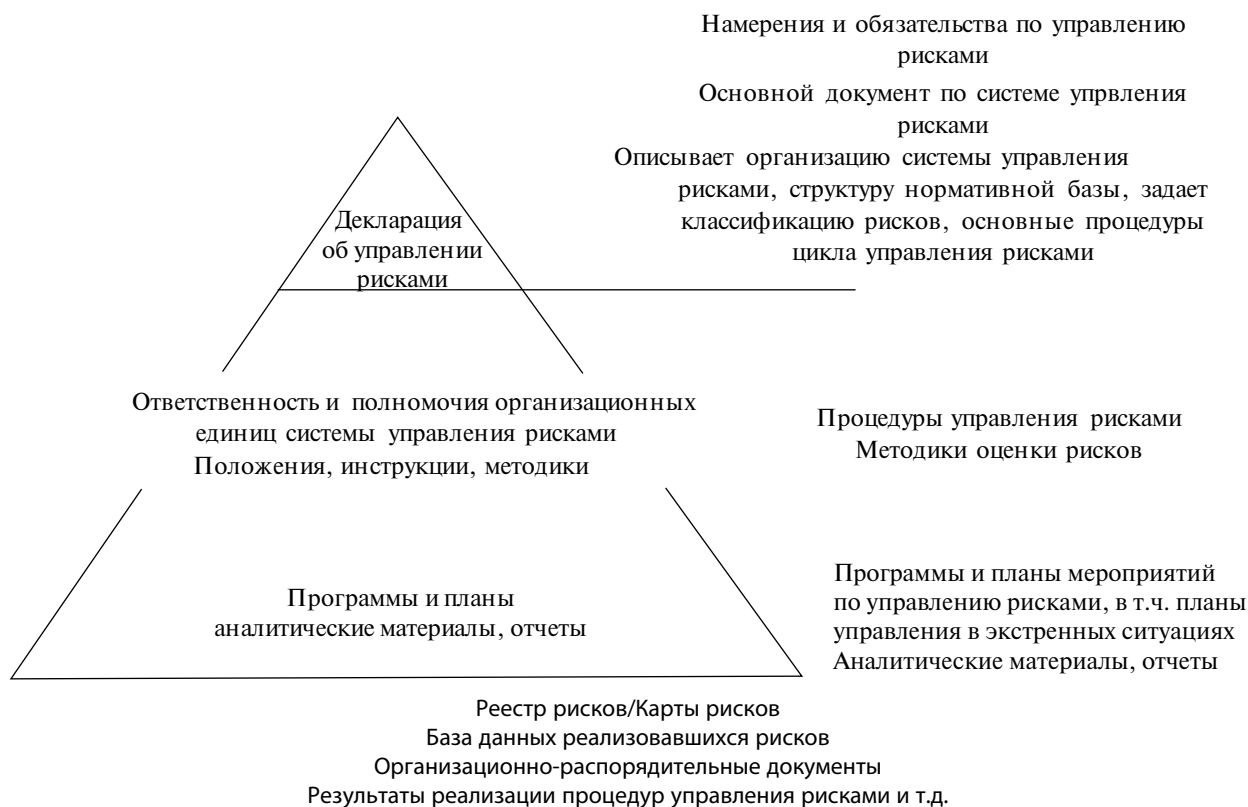 Намерения и обязательства по управлению
рисками
Основной документ по системе упрвления
рисками
Описывает организацию системы управления
рисками, структуру нормативной базы, задает
классификацию рисков, основные процедуры
цикла управления рисками
Декларация
об управлении
рисками
Ответственность и полномочия организационных
единиц системы управления рисками
Положения, инструкции, методики
Процедуры управления рисками
Методики оценки рисков
Программы и планы
аналитические материалы, отчеты
Программы и планы мероприятий
по управлению рисками, в т.ч. планы
управления в экстренных ситуациях
Аналитические материалы, отчеты
Реестр рисков/Карты рисков
База данных реализовавшихся рисков
Организационно-распорядительные документы
Результаты реализации процедур управления рисками и т.д.